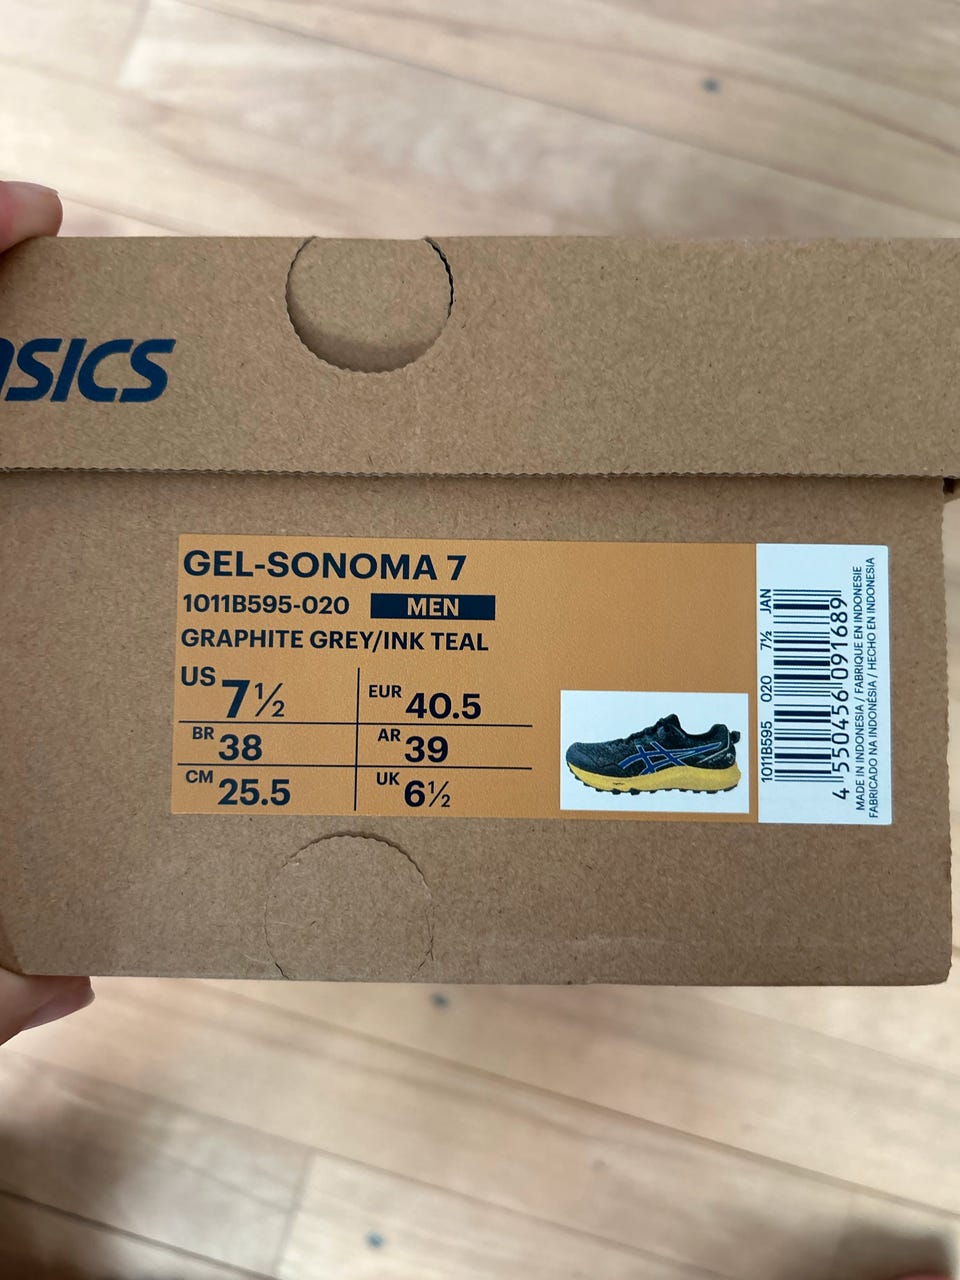 ASICS
GEL-SONOMA 7
1011B595-020 MEN
GRAPHITE GREY/INK TEAL
US 7½ EUR 40.5
BR 38 AR 39
CM 25.5 UK 6½
1011B595 020 7½ JAN
4 550456 091689
MADE IN INDONESIA / FABRIQUE EN INDONESIE
FABRICADO NA INDONÉSIA / HECHO EN INDONESIA